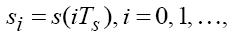 s_i = s(iT_s), i = 0, 1, …,